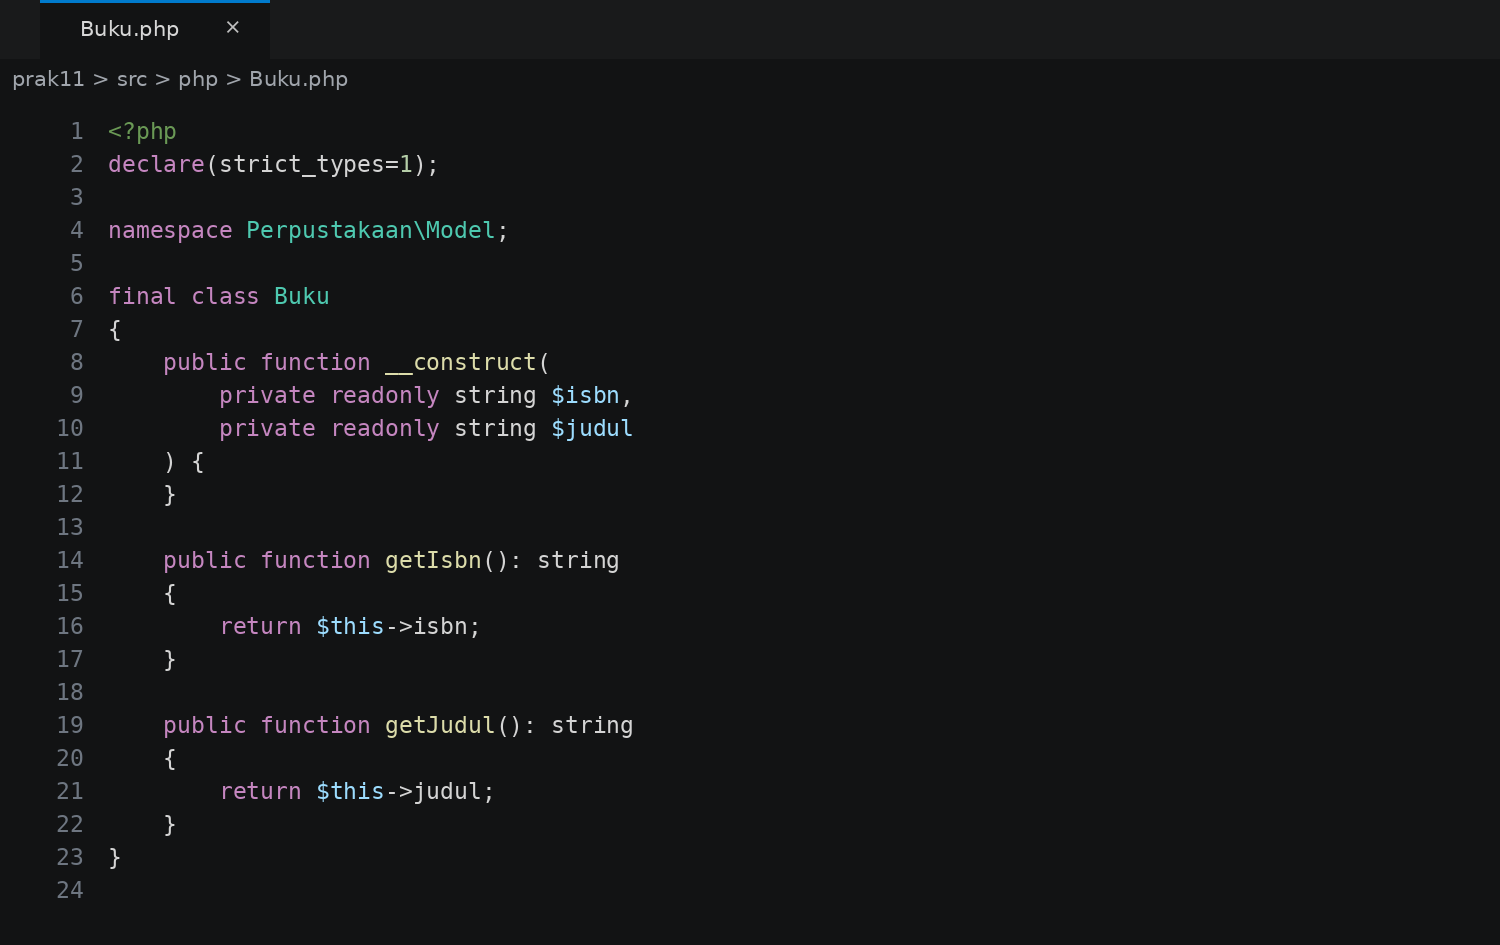 Buku.php ×
prak11 > src > php > Buku.php
1 <?php
2 declare(strict_types=1);
3
4 namespace Perpustakaan\Model;
5
6 final class Buku
7 {
8     public function __construct(
9         private readonly string $isbn,
10         private readonly string $judul
11     ) {
12     }
13
14     public function getIsbn(): string
15     {
16         return $this->isbn;
17     }
18
19     public function getJudul(): string
20     {
21         return $this->judul;
22     }
23 }
24